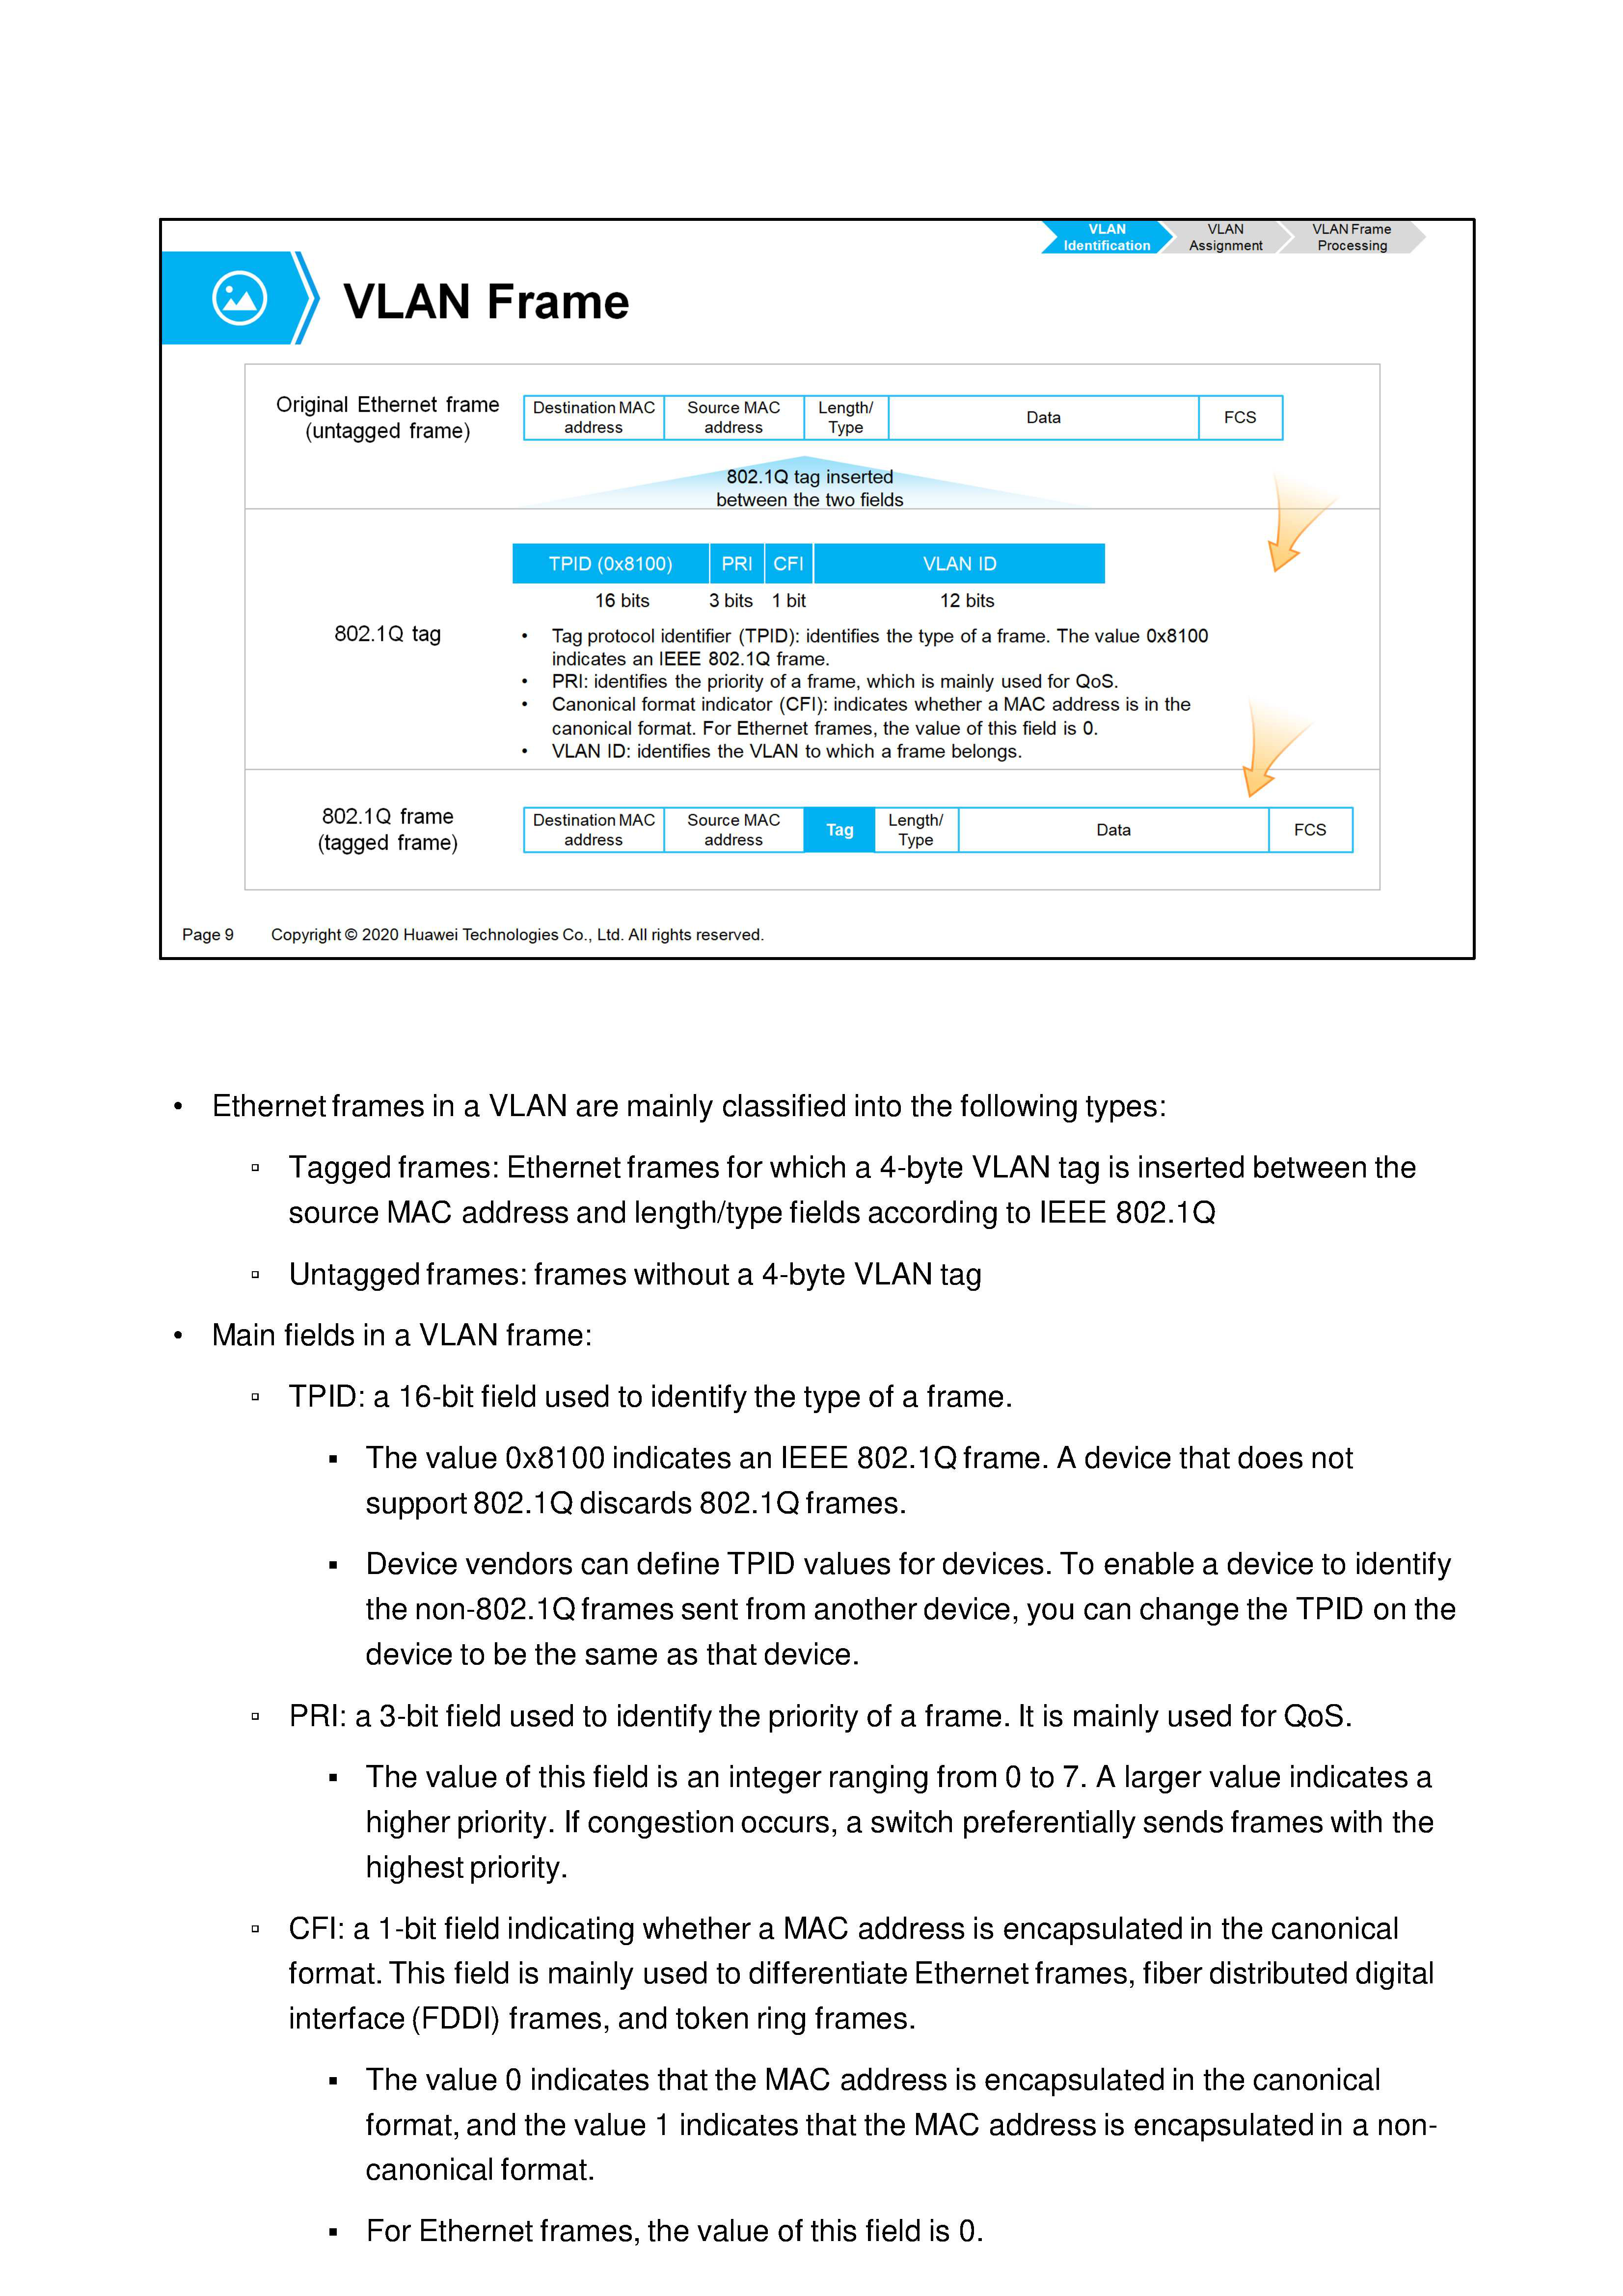 VLAN
Identification
VLAN
Assignment
VLAN Frame
Processing
VLAN Frame
Original Ethernet frame
(untagged frame)
Destination MAC
address
Source MAC
address
Length/
Type
Data
FCS
802.1Q tag inserted
between the two fields
TPID (0x8100)
PRI
CFI
VLAN ID
16 bits
3 bits
1 bit
12 bits
802.1Q tag
• Tag protocol identifier (TPID): identifies the type of a frame. The value 0x8100
indicates an IEEE 802.1Q frame.
• PRI: identifies the priority of a frame, which is mainly used for QoS.
• Canonical format indicator (CFI): indicates whether a MAC address is in the
canonical format. For Ethernet frames, the value of this field is 0.
• VLAN ID: identifies the VLAN to which a frame belongs.
802.1Q frame
(tagged frame)
Destination MAC
address
Source MAC
address
Tag
Length/
Type
Data
FCS
Page 9 Copyright © 2020 Huawei Technologies Co., Ltd. All rights reserved.
• Ethernet frames in a VLAN are mainly classified into the following types:
▫ Tagged frames: Ethernet frames for which a 4-byte VLAN tag is inserted between the
source MAC address and length/type fields according to IEEE 802.1Q
▫ Untagged frames: frames without a 4-byte VLAN tag
• Main fields in a VLAN frame:
▫ TPID: a 16-bit field used to identify the type of a frame.
▪ The value 0x8100 indicates an IEEE 802.1Q frame. A device that does not
support 802.1Q discards 802.1Q frames.
▪ Device vendors can define TPID values for devices. To enable a device to identify
the non-802.1Q frames sent from another device, you can change the TPID on the
device to be the same as that device.
▫ PRI: a 3-bit field used to identify the priority of a frame. It is mainly used for QoS.
▪ The value of this field is an integer ranging from 0 to 7. A larger value indicates a
higher priority. If congestion occurs, a switch preferentially sends frames with the
highest priority.
▫ CFI: a 1-bit field indicating whether a MAC address is encapsulated in the canonical
format. This field is mainly used to differentiate Ethernet frames, fiber distributed digital
interface (FDDI) frames, and token ring frames.
▪ The value 0 indicates that the MAC address is encapsulated in the canonical
format, and the value 1 indicates that the MAC address is encapsulated in a non-
canonical format.
▪ For Ethernet frames, the value of this field is 0.